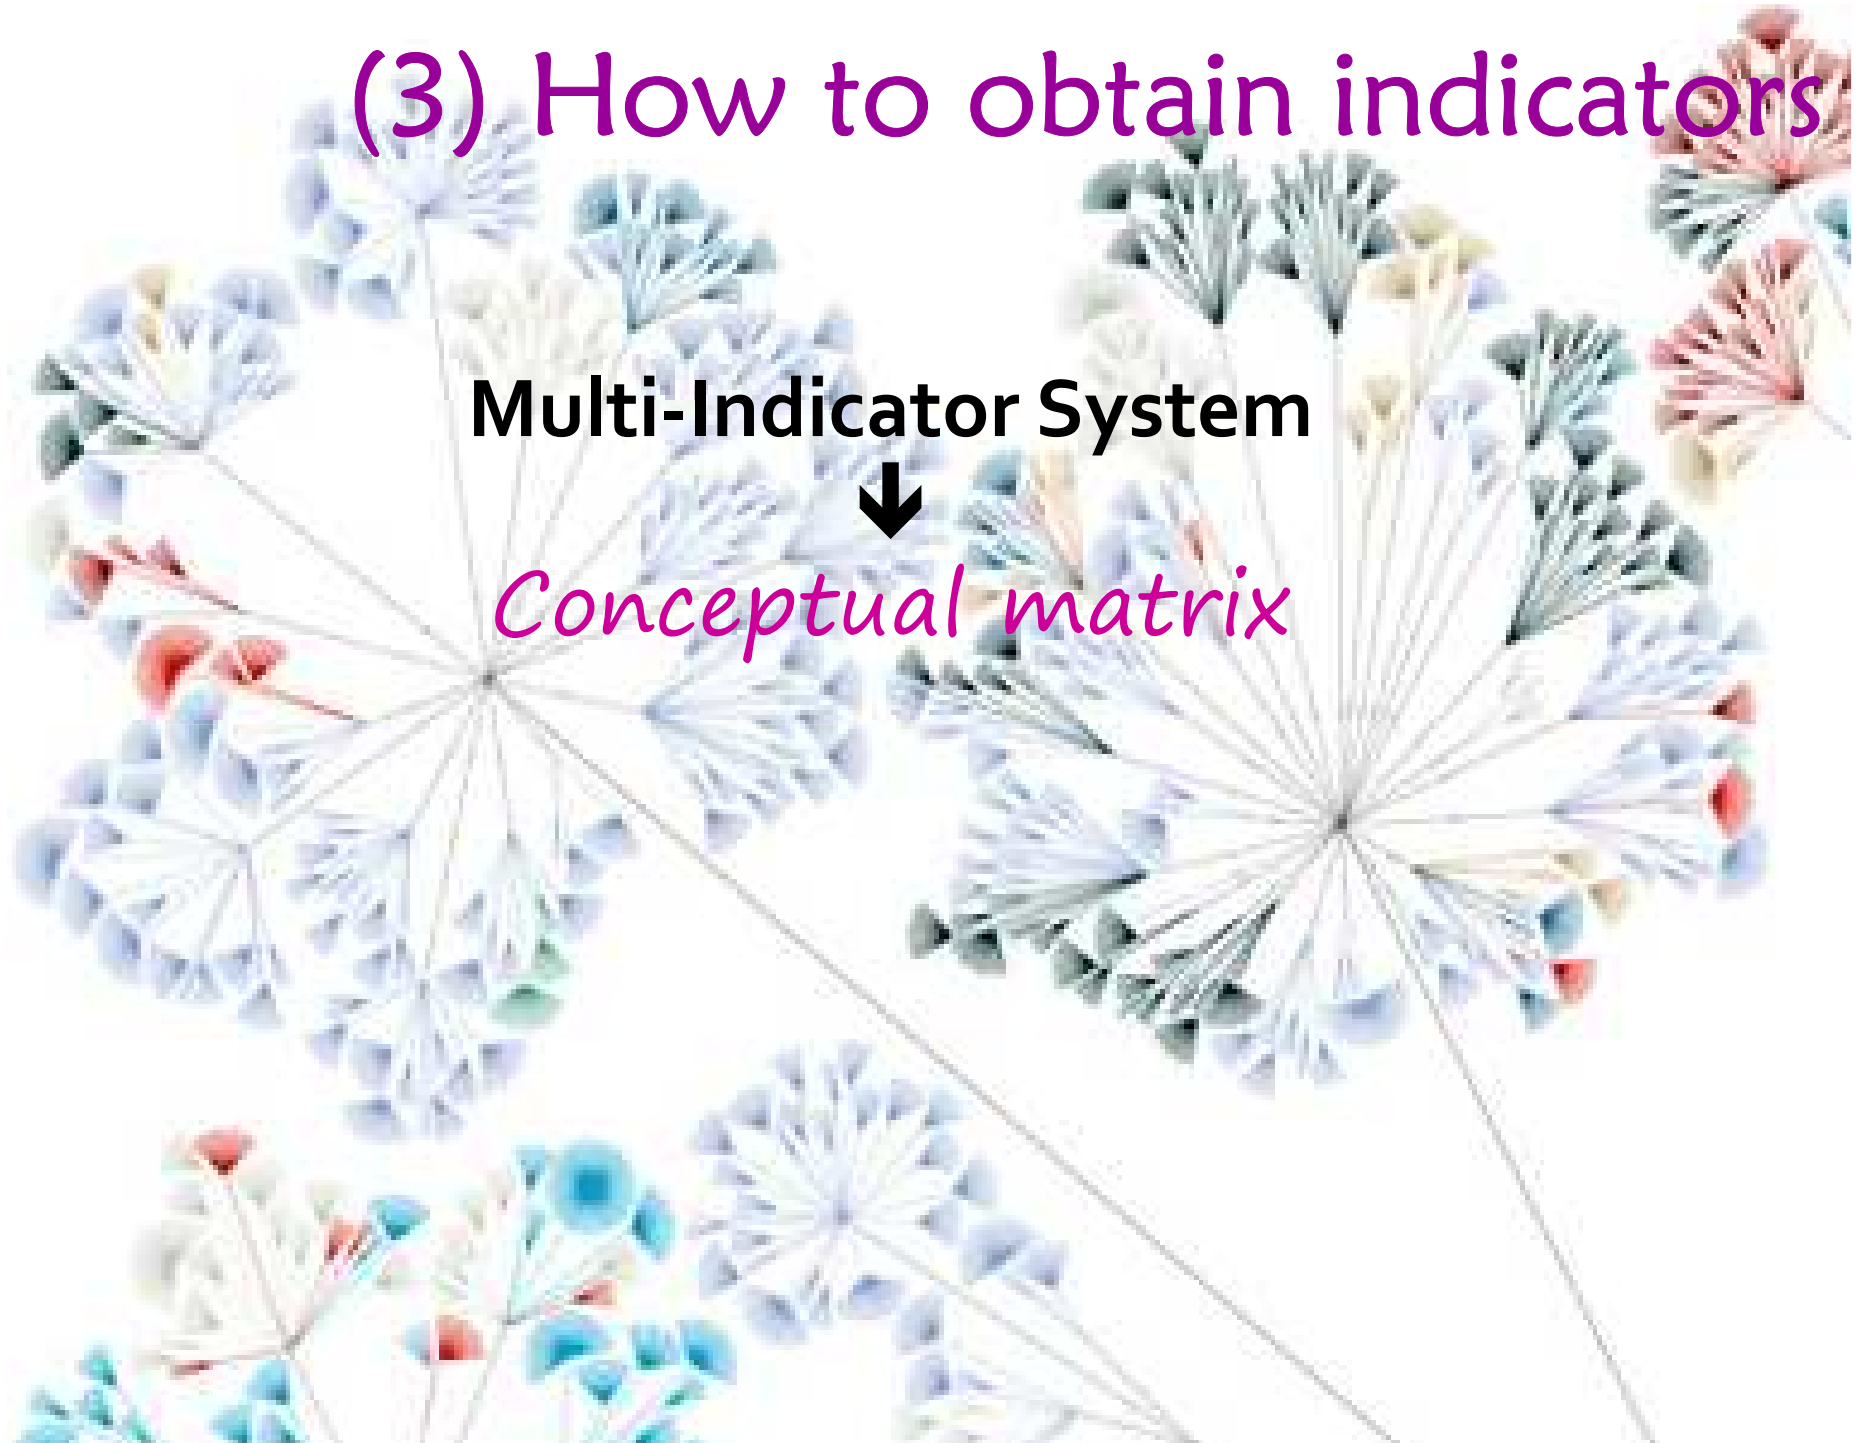 (3) How to obtain indicators
Multi-Indicator System
Conceptual matrix